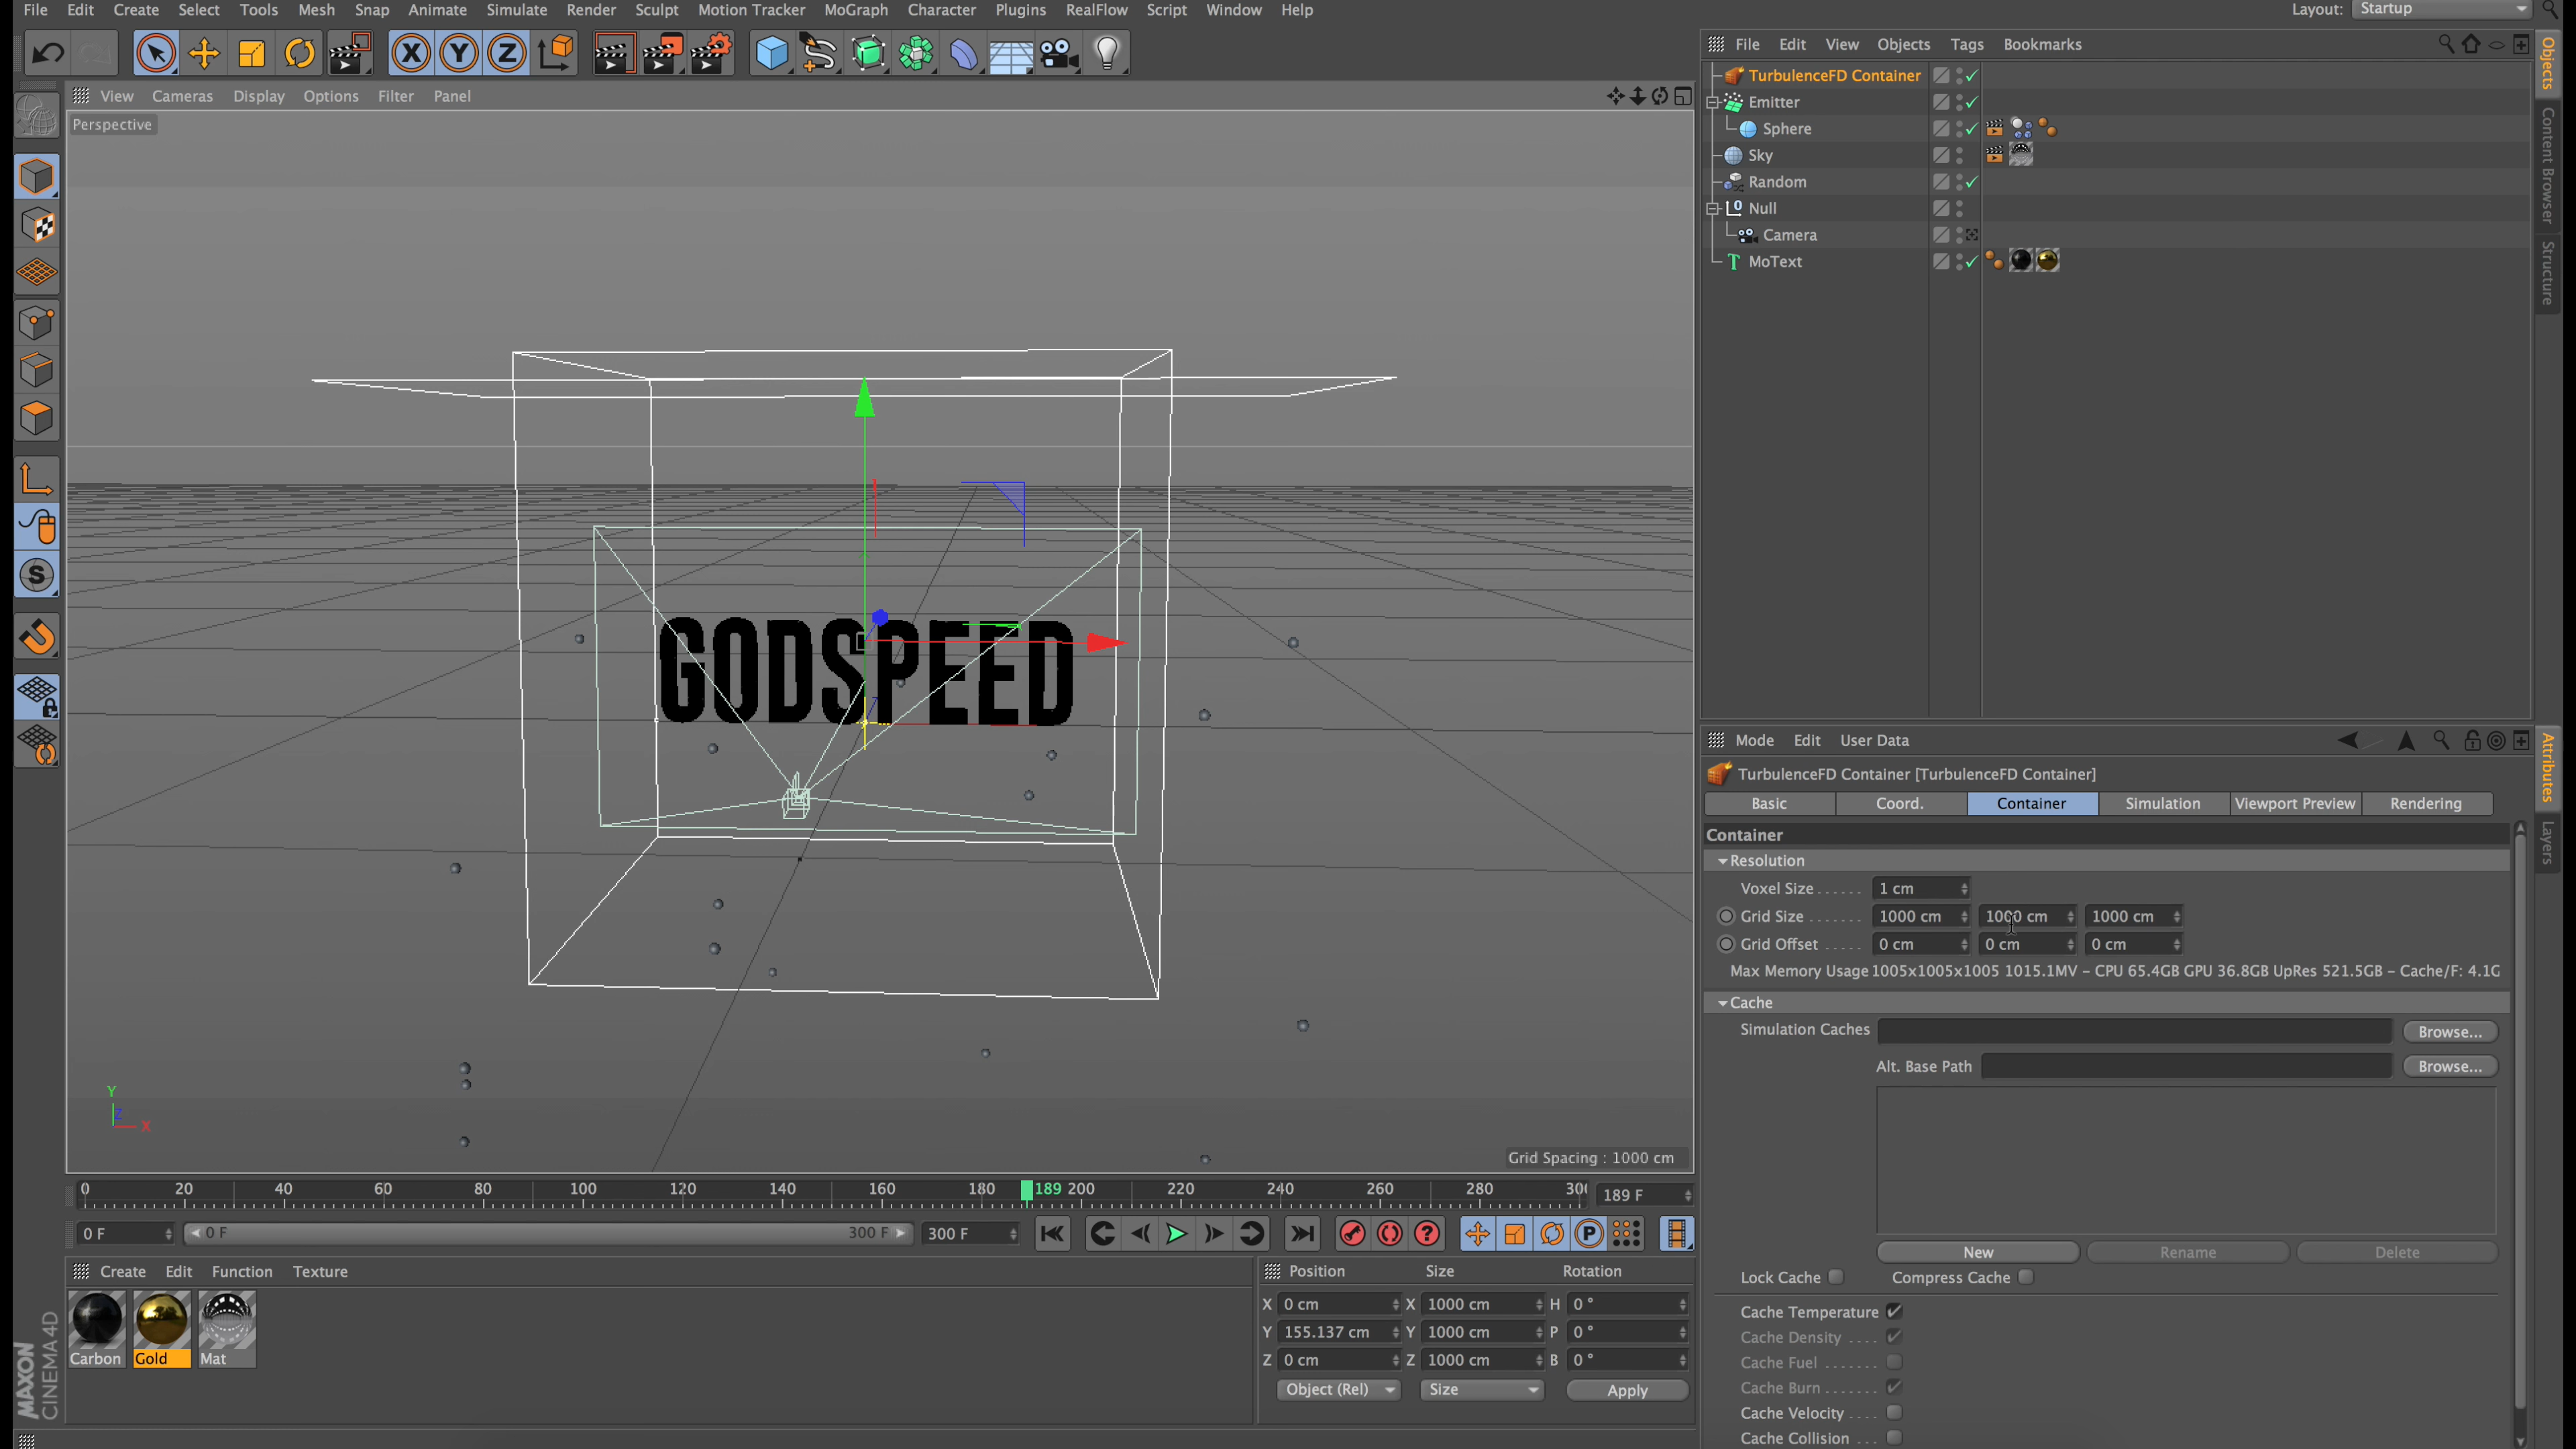 File Edit Create Select Tools Mesh Snap Animate Simulate Render Sculpt Motion Tracker MoGraph Character Plugins RealFlow Script Window Help Layout: Startup
X Y Z
File Edit View Objects Tags Bookmarks
Objects
Content Browser
Structure
TurbulenceFD Container
Emitter
Sphere
Sky
Random
Null
Camera
MoText
View Cameras Display Options Filter Panel
Perspective
GODSPEED
Y
Z
X
Grid Spacing : 1000 cm
Mode Edit User Data
Attributes
Layers
TurbulenceFD Container [TurbulenceFD Container]
Basic Coord. Container Simulation Viewport Preview Rendering
Container
Resolution
Voxel Size...... 1 cm
Grid Size....... 1000 cm 1000 cm 1000 cm
Grid Offset..... 0 cm 0 cm 0 cm
Max Memory Usage 1005x1005x1005 1015.1MV - CPU 65.4GB GPU 36.8GB UpRes 521.5GB - Cache/F: 4.1G
Cache
Simulation Caches Browse...
Alt. Base Path Browse...
New Rename Delete
Lock Cache Compress Cache
Cache Temperature
Cache Density....
Cache Fuel.......
Cache Burn.......
Cache Velocity....
Cache Collision...
0 20 40 60 80 100 120 140 160 180 189 200 220 240 260 280 300 189 F
0 F 0 F 300 F 300 F
Create Edit Function Texture
Carbon Gold Mat
Position Size Rotation
X 0 cm X 1000 cm H 0 °
Y 155.137 cm Y 1000 cm P 0 °
Z 0 cm Z 1000 cm B 0 °
Object (Rel) Size Apply
MAXON
CINEMA 4D